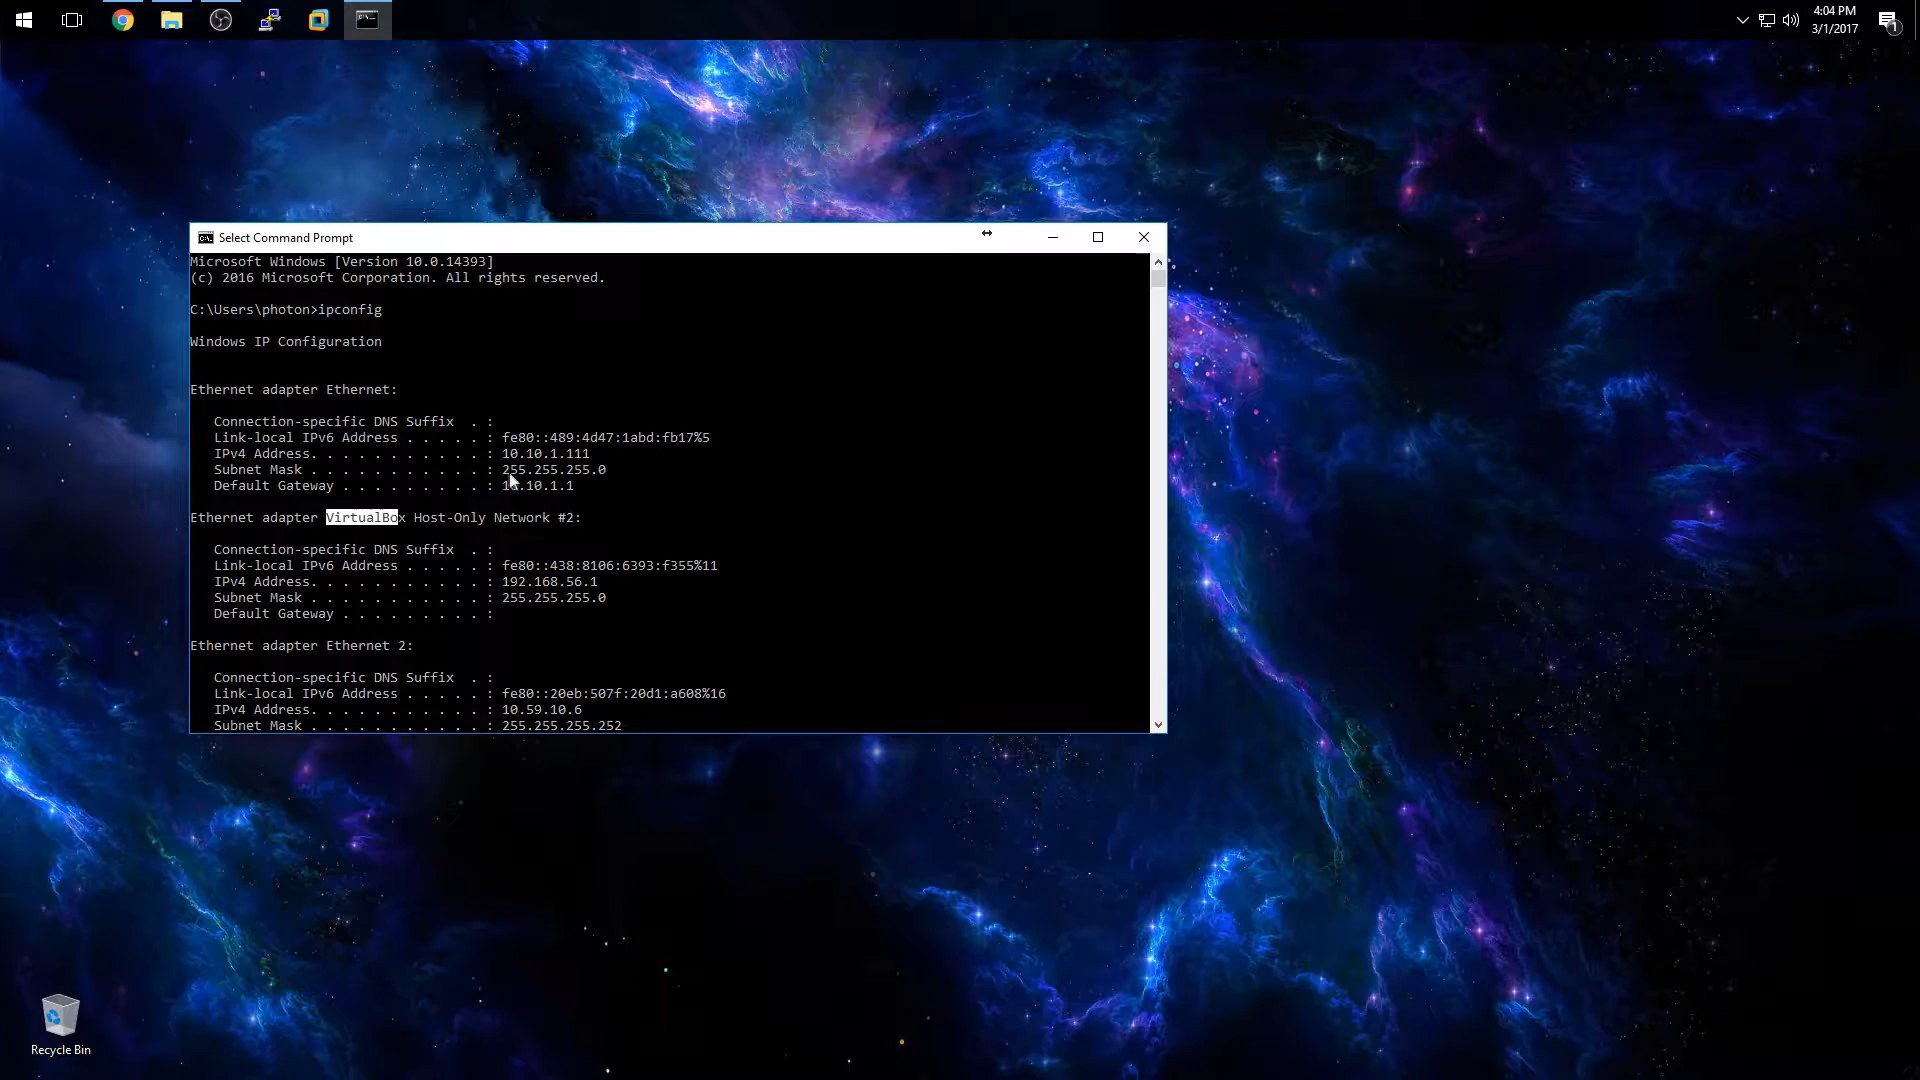 4:04 PM
3/1/2017
1
Select Command Prompt
Microsoft Windows [Version 10.0.14393]
(c) 2016 Microsoft Corporation. All rights reserved.
C:\Users\photon>ipconfig
Windows IP Configuration
Ethernet adapter Ethernet:
Connection-specific DNS Suffix . :
Link-local IPv6 Address . . . . . : fe80::489:4d47:1abd:fb17%5
IPv4 Address. . . . . . . . . . . : 10.10.1.111
Subnet Mask . . . . . . . . . . . : 255.255.255.0
Default Gateway . . . . . . . . . : 10.10.1.1
Ethernet adapter VirtualBox Host-Only Network #2:
Connection-specific DNS Suffix . :
Link-local IPv6 Address . . . . . : fe80::438:8106:6393:f355%11
IPv4 Address. . . . . . . . . . . : 192.168.56.1
Subnet Mask . . . . . . . . . . . : 255.255.255.0
Default Gateway . . . . . . . . . :
Ethernet adapter Ethernet 2:
Connection-specific DNS Suffix . :
Link-local IPv6 Address . . . . . : fe80::20eb:507f:20d1:a608%16
IPv4 Address. . . . . . . . . . . : 10.59.10.6
Subnet Mask . . . . . . . . . . . : 255.255.255.252
Recycle Bin